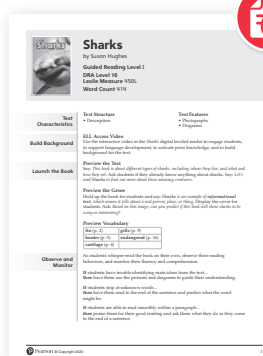 Sharks
Sharks
by Susan Hughes
Guided Reading Level I
DRA Level 16
Lexile Measure 450L
Word Count 414
Text Characteristics
Text Structure
• Description
Text Features
• Photographs
• Diagrams
Build Background
ELL Access Video
Use the interactive video in the Sharks digital leveled reader to engage students,
to support language development, to activate prior knowledge, and to build
background for the text.
Launch the Book
Preview the Text
Say: This book is about different types of sharks, including where they live, and what and
how they eat. Ask students if they already know anything about sharks. Say: Let's
read Sharks to find out more about these amazing creatures.
Preview the Genre
Hold up the book for students and say: Sharks is an example of informational
text, which means it tells about a real person, place, or thing. Display the cover for
students. Ask: Based on this cover, can you predict if this book will show sharks to be
scary or interesting?
Preview Vocabulary
fin (p. 2)
gills (p. 9)
hunter (p. 3)
endangered (p. 16)
cartilage (p. 6)
Observe and Monitor
As students whisper-read the book on their own, observe their reading
behaviors, and monitor their fluency and comprehension.
If students have trouble identifying main ideas from the text...
then have them use the pictures and diagrams to guide their understanding.
If students stop at unknown words...
then have them read to the end of the sentence and predict what the word
might be.
If students are able to read smoothly within a paragraph...
then praise them for their good reading and ask them what they do as they come
to the end of a sentence.
Pearson © Copyright 2020
1